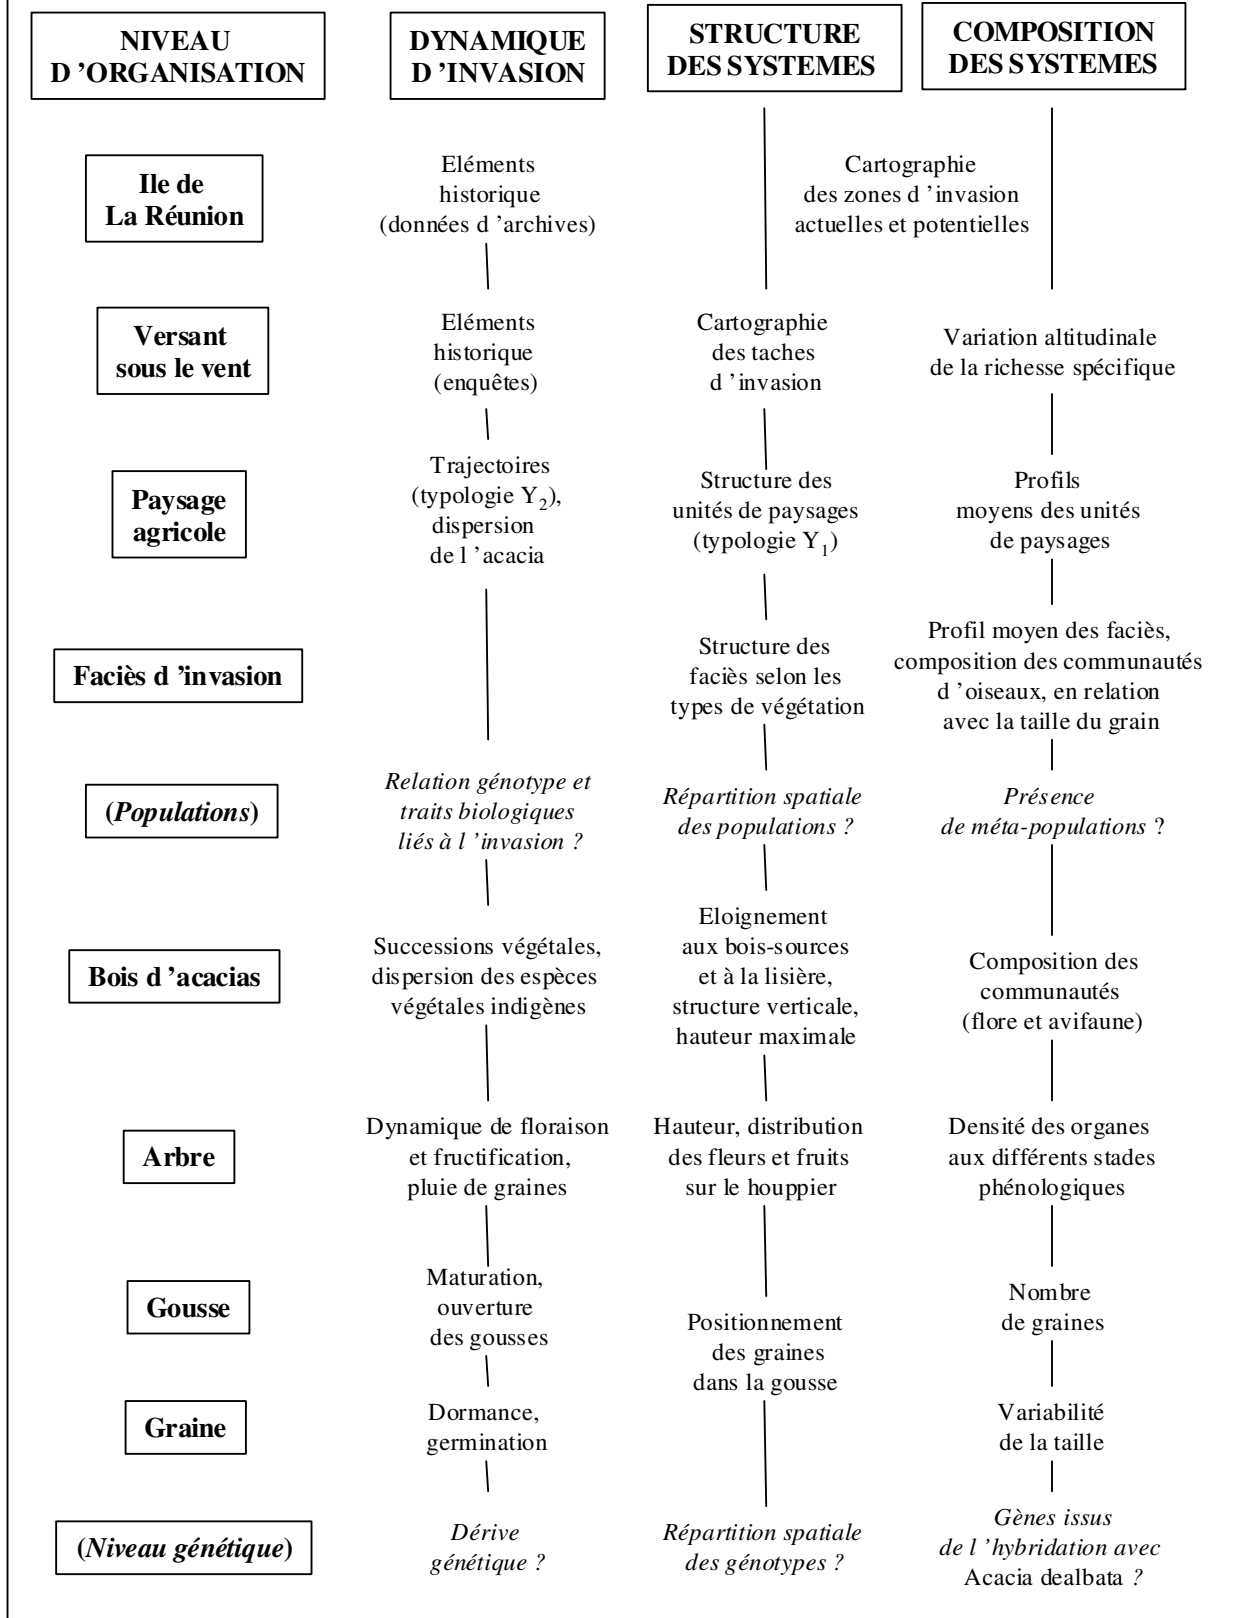 NIVEAU
D ’ORGANISATION
DYNAMIQUE
D ’INVASION
STRUCTURE
DES SYSTEMES
COMPOSITION
DES SYSTEMES
Ile de
La Réunion
Eléments
historique
(données d ’archives)
Cartographie
des zones d ’invasion
actuelles et potentielles
Versant
sous le vent
Eléments
historique
(enquêtes)
Cartographie
des taches
d ’invasion
Variation altitudinale
de la richesse spécifique
Paysage
agricole
Trajectoires
(typologie Y2),
dispersion
de l ’acacia
Structure des
unités de paysages
(typologie Y1)
Profils
moyens des unités
de paysages
Faciès d ’invasion
Structure des
faciès selon les
types de végétation
Profil moyen des faciès,
composition des communautés
d ’oiseaux, en relation
avec la taille du grain
(Populations)
Relation génotype et
traits biologiques
liés à l ’invasion ?
Répartition spatiale
des populations ?
Présence
de méta-populations ?
Bois d ’acacias
Successions végétales,
dispersion des espèces
végétales indigènes
Eloignement
aux bois-sources
et à la lisière,
structure verticale,
hauteur maximale
Composition des
communautés
(flore et avifaune)
Arbre
Dynamique de floraison
et fructification,
pluie de graines
Hauteur, distribution
des fleurs et fruits
sur le houppier
Densité des organes
aux différents stades
phénologiques
Gousse
Maturation,
ouverture
des gousses
Positionnement
des graines
dans la gousse
Nombre
de graines
Graine
Dormance,
germination
Variabilité
de la taille
(Niveau génétique)
Dérive
génétique ?
Répartition spatiale
des génotypes ?
Gènes issus
de l ’hybridation avec
Acacia dealbata ?